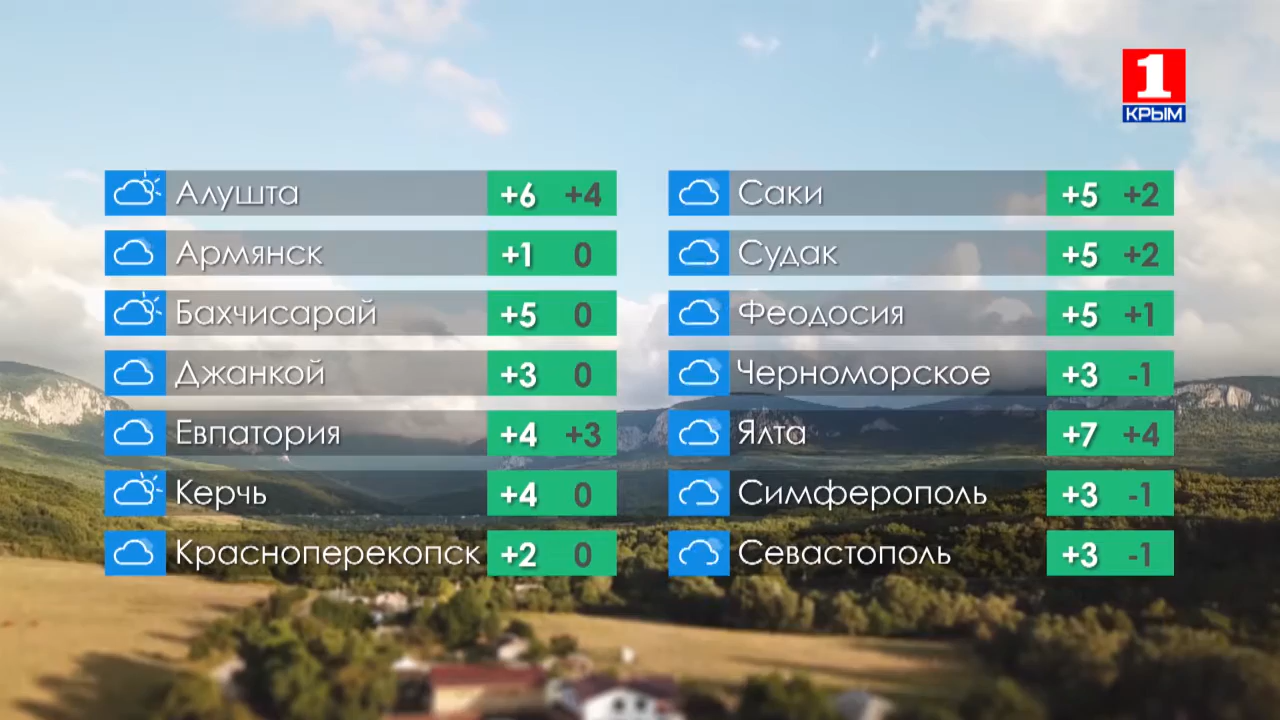 1
КРЫМ
Алушта +6 +4
Армянск +1 0
Бахчисарай +5 0
Джанкой +3 0
Евпатория +4 +3
Керчь +4 0
Красноперекопск +2 0
Саки +5 +2
Судак +5 +2
Феодосия +5 +1
Черноморское +3 -1
Ялта +7 +4
Симферополь +3 -1
Севастополь +3 -1